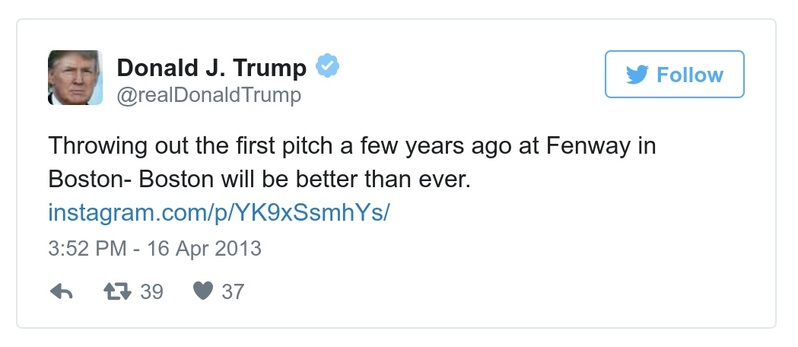 Donald J. Trump
@realDonaldTrump
Follow
Throwing out the first pitch a few years ago at Fenway in
Boston- Boston will be better than ever.
instagram.com/p/YK9xSsmhYs/
3:52 PM - 16 Apr 2013
39 37